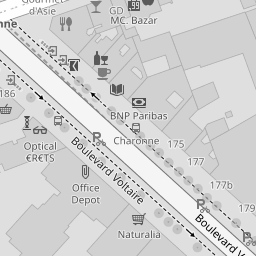 Gourmet
d'Asie
GD
MC. Bazar
nne
BNP Paribas
186
Charonne
175
Optical
€R€TS
177
Boulevard Voltaire
Office
Depot
177b
179
Naturalia
Boulevard V